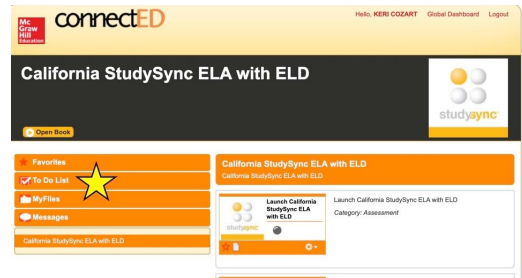 Mc
Graw
Hill
Education
connectED
Hello, KERI COZART Global Dashboard Logout
California StudySync ELA with ELD
studysync
Open Book
Favorites
To Do List
MyFiles
Messages
California StudySync ELA with ELD
California StudySync ELA with ELD
California StudySync ELA with ELD
Launch California
StudySync ELA
with ELD
studysync
Launch California StudySync ELA with ELD
Category: Assessment